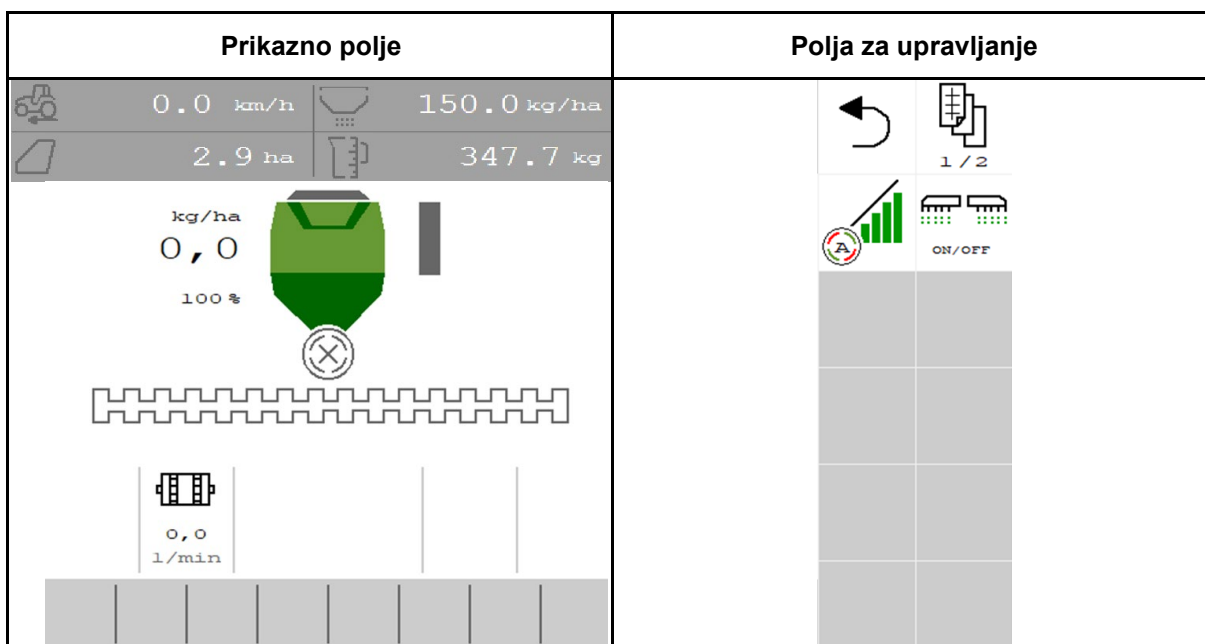 Prikazno polje
Polja za upravljanje
0.0 km/h
150.0 kg/ha
2.9 ha
347.7 kg
kg/ha
0,0
100 %
0,0
1/min
1/2
A
ON/OFF